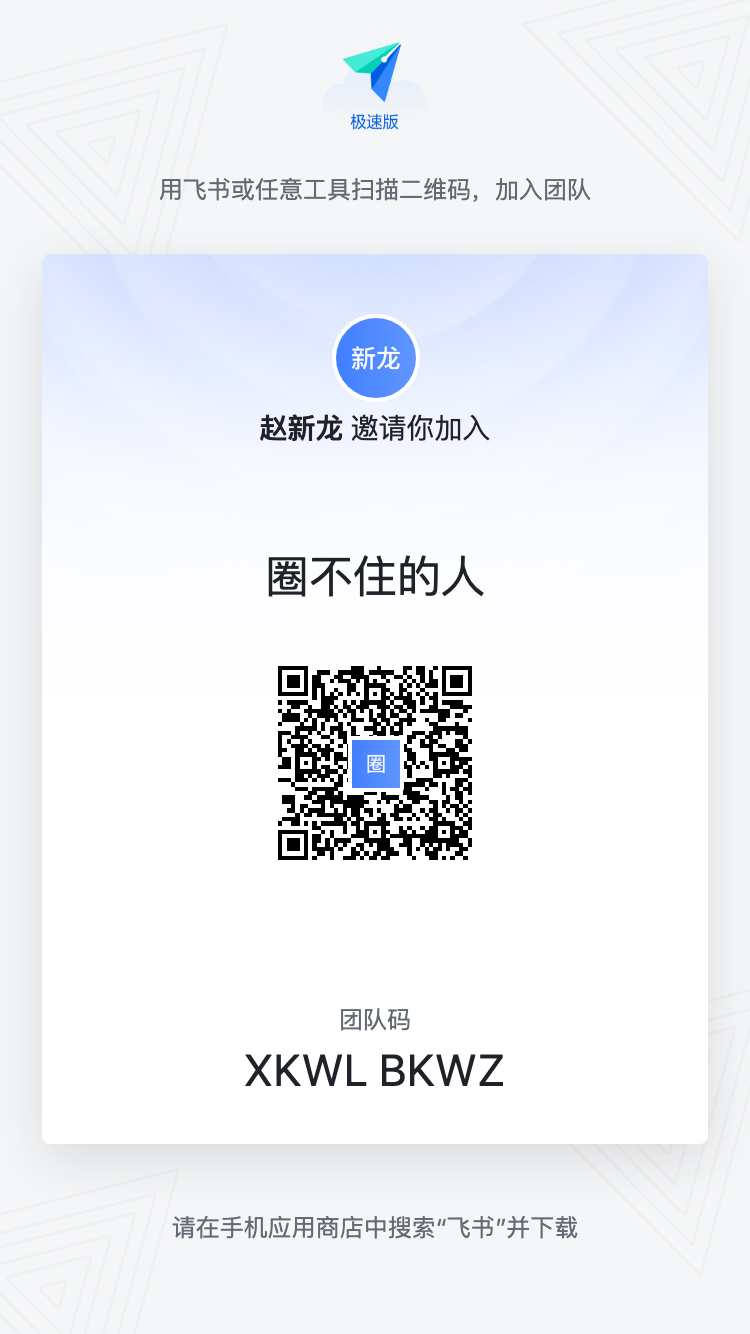 极速版
用飞书或任意工具扫描二维码，加入团队
新龙
赵新龙 邀请你加入
圈不住的人
圈
团队码
XKWL BKWZ
请在手机应用商店中搜索“飞书”并下载